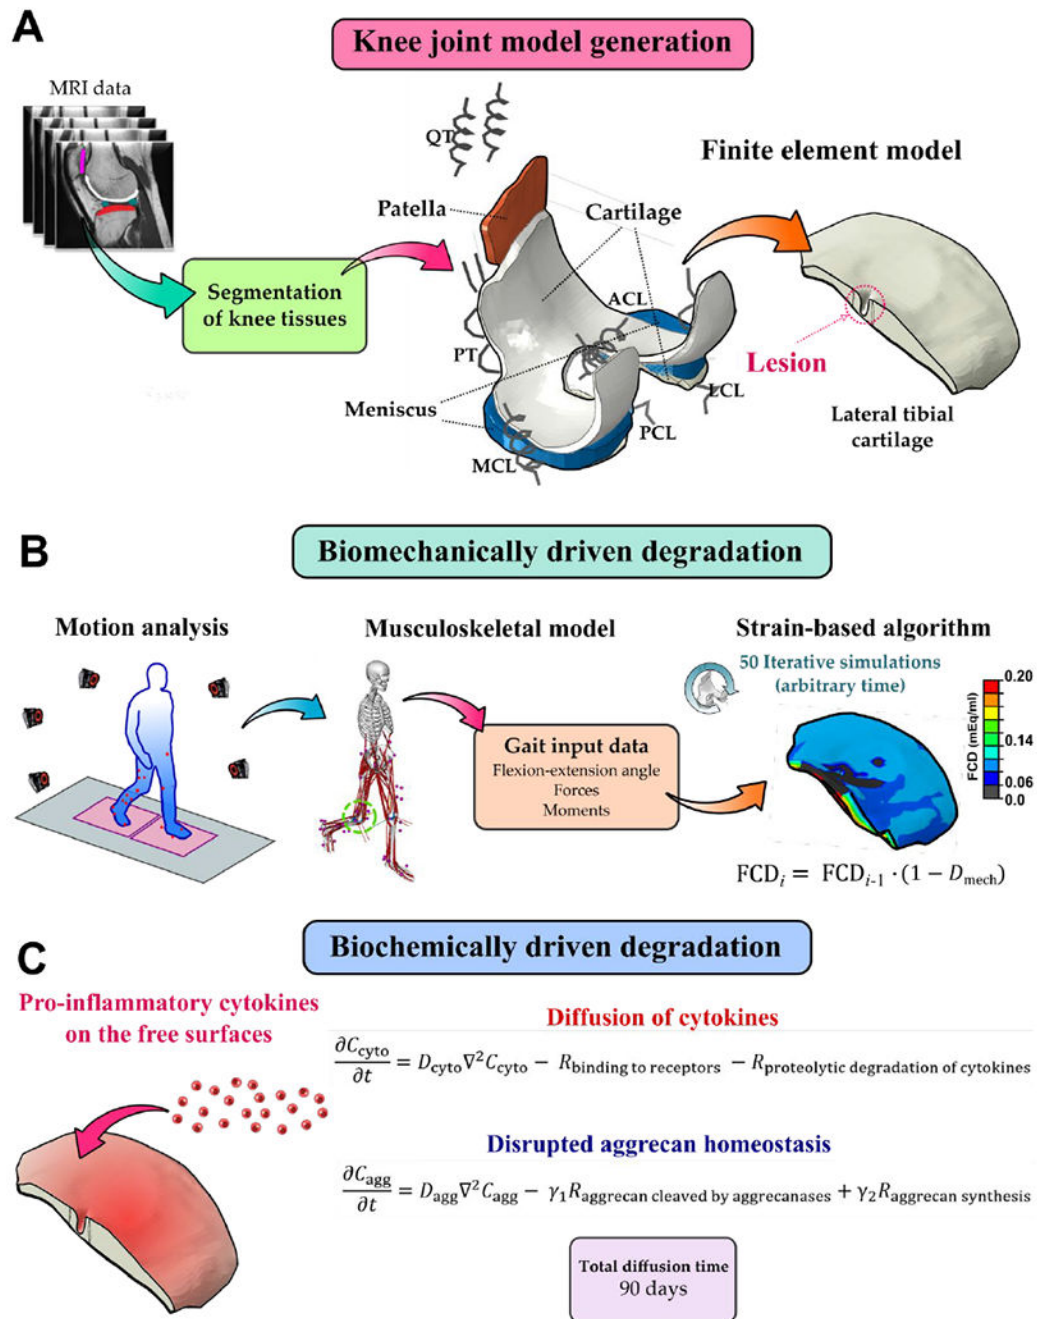 A
Knee joint model generation
MRI data
QT
Finite element model
Patella
Cartilage
Segmentation
of knee tissues
ACL
PT
Lesion
LCL
Meniscus
PCL
Lateral tibial
cartilage
MCL
B
Biomechanically driven degradation
Motion analysis
Musculoskeletal model
Strain-based algorithm
50 Iterative simulations
(arbitrary time)
FCD (mEq/ml)
0.20
0.14
0.06
0.0
Gait input data
Flexion-extension angle
Forces
Moments
FCDᵢ = FCDᵢ₋₁ · (1 − D_mech)
C
Biochemically driven degradation
Pro-inflammatory cytokines
on the free surfaces
Diffusion of cytokines
∂C_cyto/∂t = D_cyto∇²C_cyto − R_binding to receptors − R_proteolytic degradation of cytokines
Disrupted aggrecan homeostasis
∂C_agg/∂t = D_agg∇²C_agg − γ₁R_aggrecan cleaved by aggrecanases + γ₂R_aggrecan synthesis
Total diffusion time
90 days